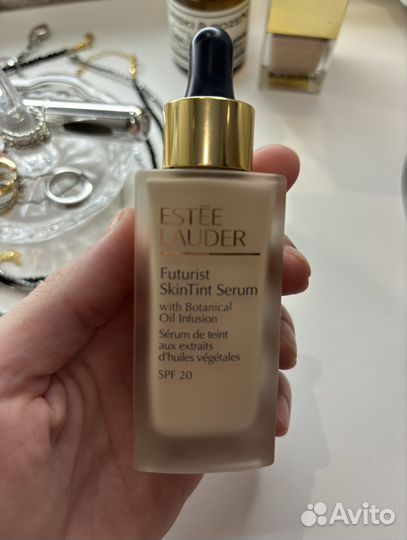 ESTĒE
LAUDER
Futurist
SkinTint Serum
with Botanical
Oil Infusion
Sérum de teint
aux extraits
d'huiles végétales
SPF 20
Avito